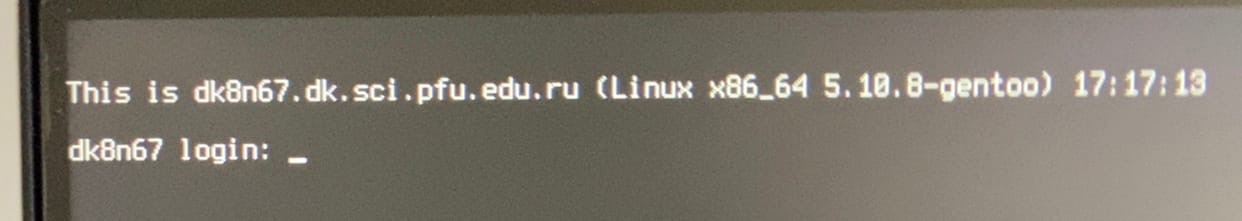 This is dk8n67.dk.sci.pfu.edu.ru (Linux x86_64 5.10.8-gentoo) 17:17:13
dk8n67 login: _